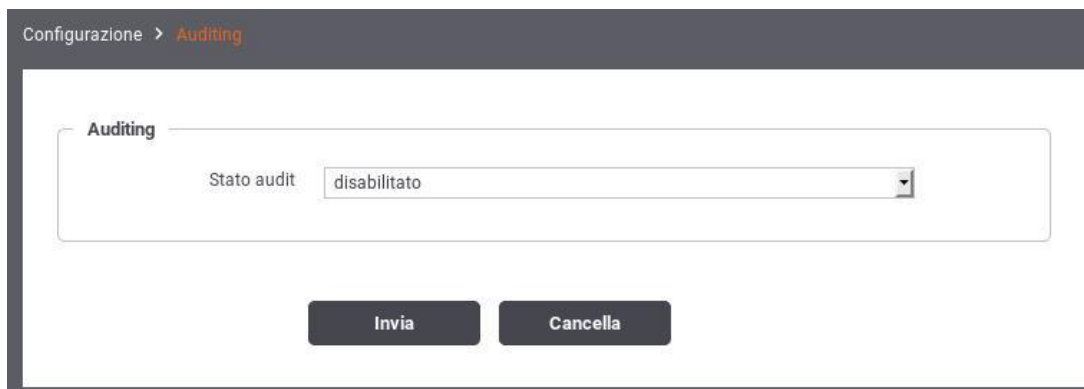 Configurazione > Auditing
Auditing
Stato audit disabilitato
Invia Cancella